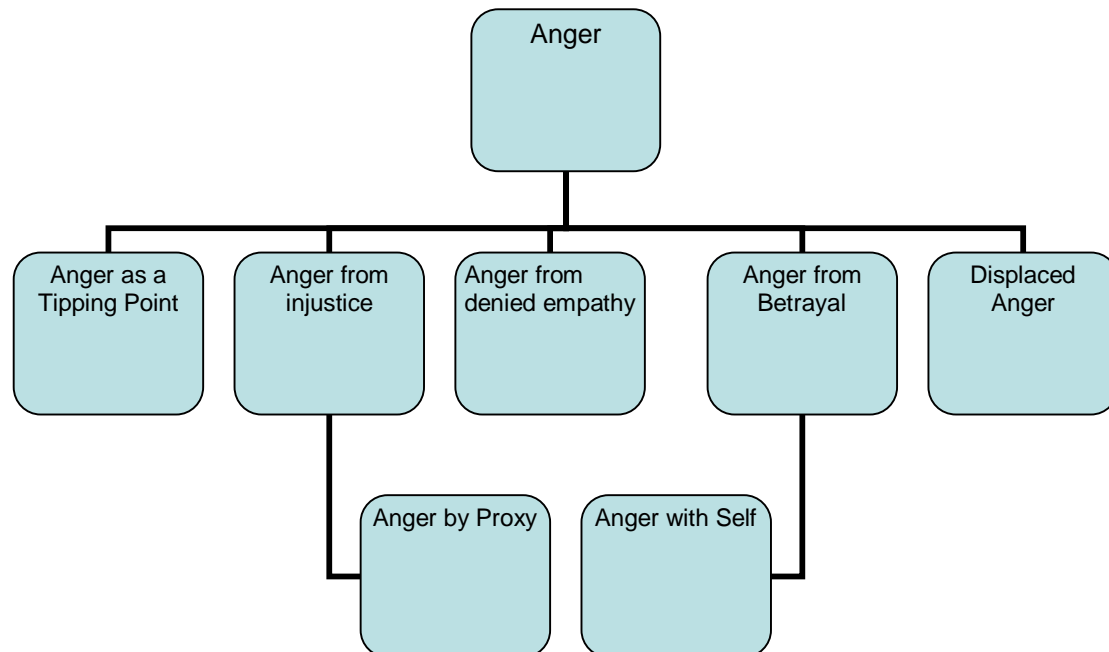 Anger
Anger as a
Tipping Point
Anger from
injustice
Anger from
denied empathy
Anger from
Betrayal
Displaced
Anger
Anger by Proxy
Anger with Self